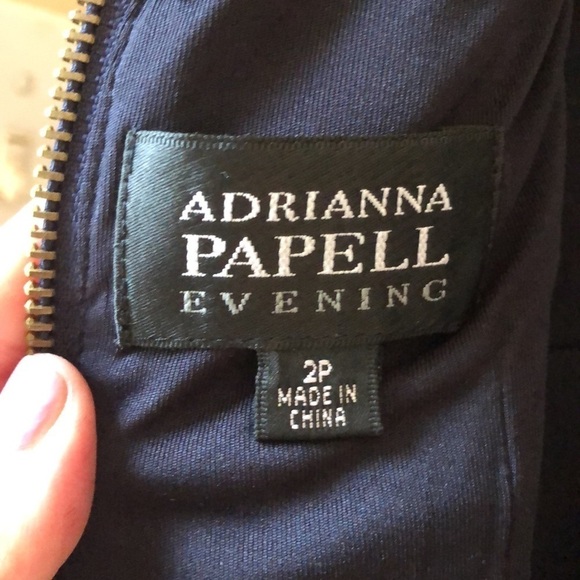 ADRIANNA
PAPELL
EVENING
2P
MADE IN
CHINA